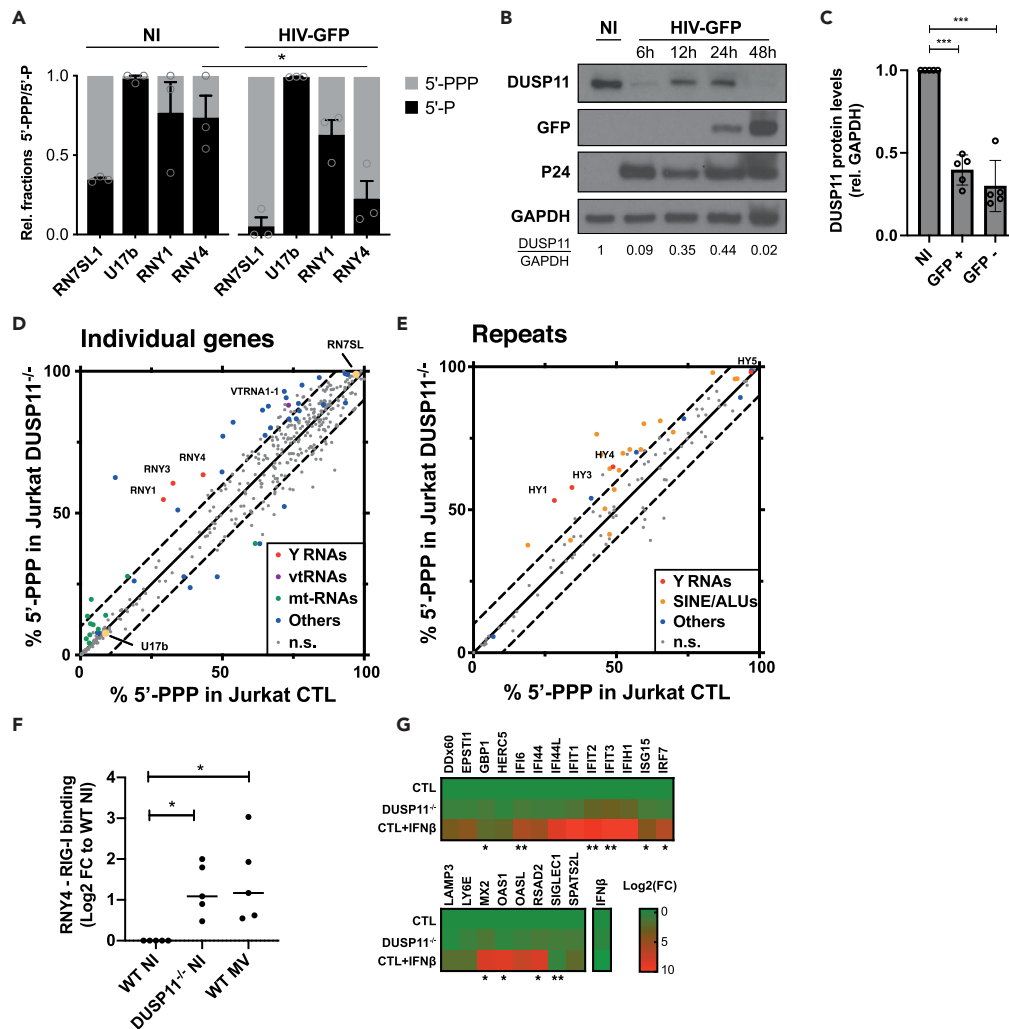 A
NI
HIV-GFP
*
Rel. fractions 5'-PPP/5'-P
1.0
0.5
0.0
5'-PPP
5'-P
RN7SL1
U17b
RNY1
RNY4
RN7SL1
U17b
RNY1
RNY4
B
NI
HIV-GFP
6h 12h 24h 48h
DUSP11
GFP
P24
GAPDH
DUSP11
GAPDH
1 0.09 0.35 0.44 0.02
C
***
***
DUSP11 protein levels
(rel. GAPDH)
1.0
0.5
0.0
NI
GFP +
GFP -
D
Individual genes
RN7SL
VTRNA1-1
RNY4
RNY3
RNY1
U17b
% 5'-PPP in Jurkat DUSP11-/-
100
50
0
0 50 100
% 5'-PPP in Jurkat CTL
Y RNAs
vtRNAs
mt-RNAs
Others
n.s.
E
Repeats
HY5
HY4
HY3
HY1
% 5'-PPP in Jurkat DUSP11-/-
100
50
0
0 50 100
% 5'-PPP in Jurkat CTL
Y RNAs
SINE/ALUs
Others
n.s.
F
*
*
RNY4 - RIG-I binding
(Log2 FC to WT NI)
4
3
2
1
0
WT NI
DUSP11-/- NI
WT MV
G
DDx60
EPSTI1
GBP1
HERC5
IFI6
IFI44
IFI44L
IFIT1
IFIT2
IFIT3
IFIH1
ISG15
IRF7
CTL
DUSP11-/-
CTL+IFNβ
* ** ** ** * *
LAMP3
LY6E
MX2
OAS1
OASL
RSAD2
SIGLEC1
SPATS2L
IFNβ
CTL
DUSP11-/-
CTL+IFNβ
* * * **
Log2(FC)
0
5
10